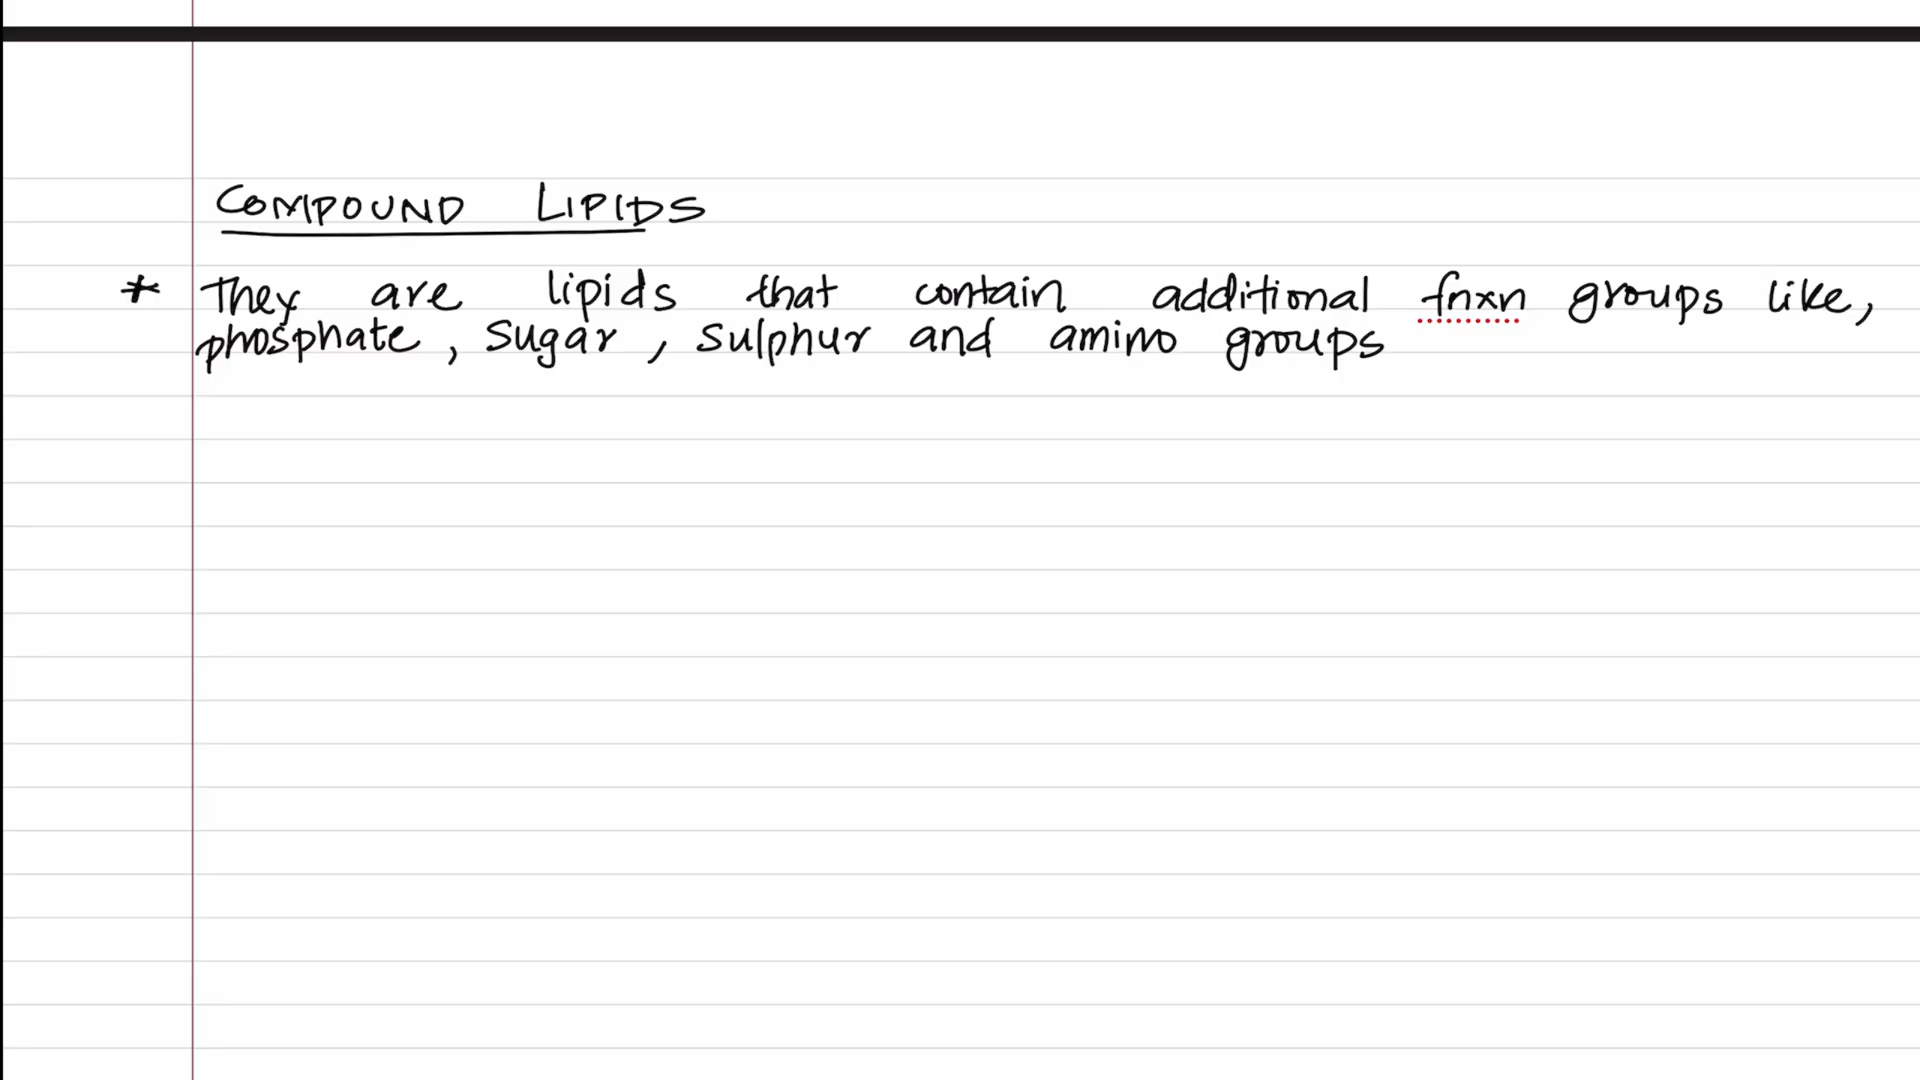 COMPOUND LIPIDS
* They are lipids that contain additional fnxn groups like,
phosphate, sugar, sulphur and amino groups